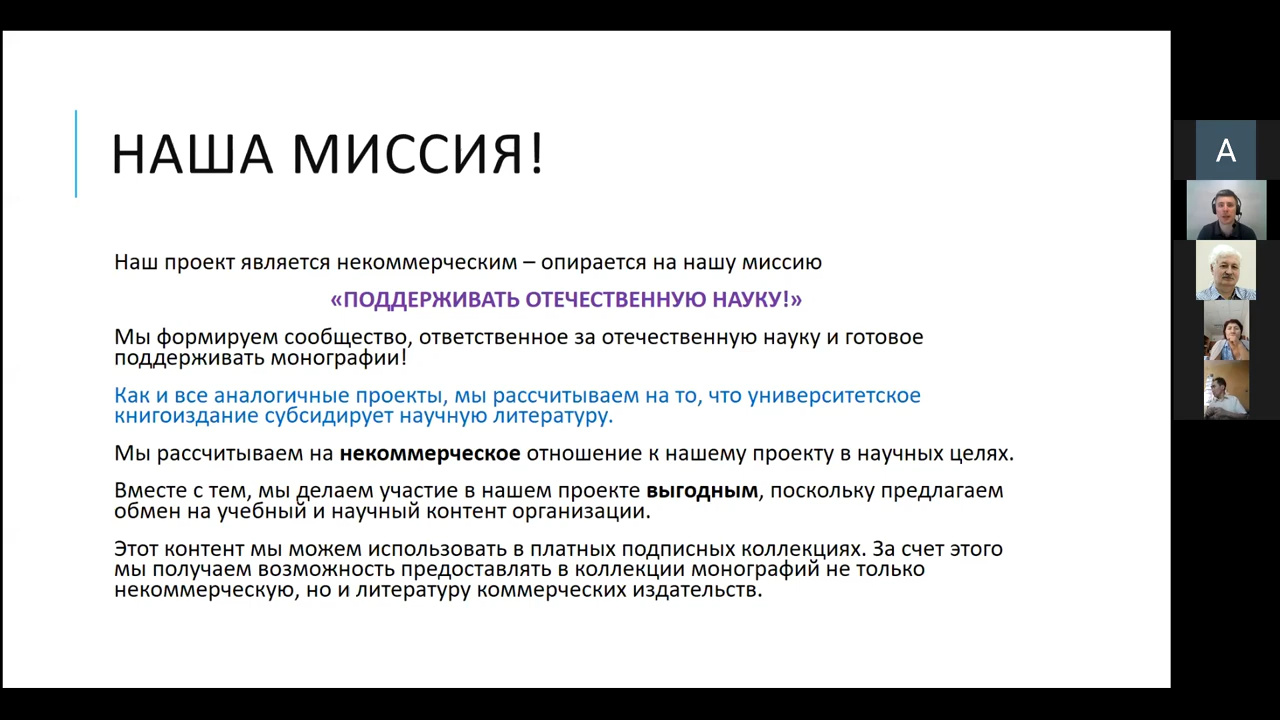 НАША МИССИЯ!
Наш проект является некоммерческим – опирается на нашу миссию
«ПОДДЕРЖИВАТЬ ОТЕЧЕСТВЕННУЮ НАУКУ!»
Мы формируем сообщество, ответственное за отечественную науку и готовое
поддерживать монографии!
Как и все аналогичные проекты, мы рассчитываем на то, что университетское
книгоиздание субсидирует научную литературу.
Мы рассчитываем на некоммерческое отношение к нашему проекту в научных целях.
Вместе с тем, мы делаем участие в нашем проекте выгодным, поскольку предлагаем
обмен на учебный и научный контент организации.
Этот контент мы можем использовать в платных подписных коллекциях. За счет этого
мы получаем возможность предоставлять в коллекции монографий не только
некоммерческую, но и литературу коммерческих издательств.
А